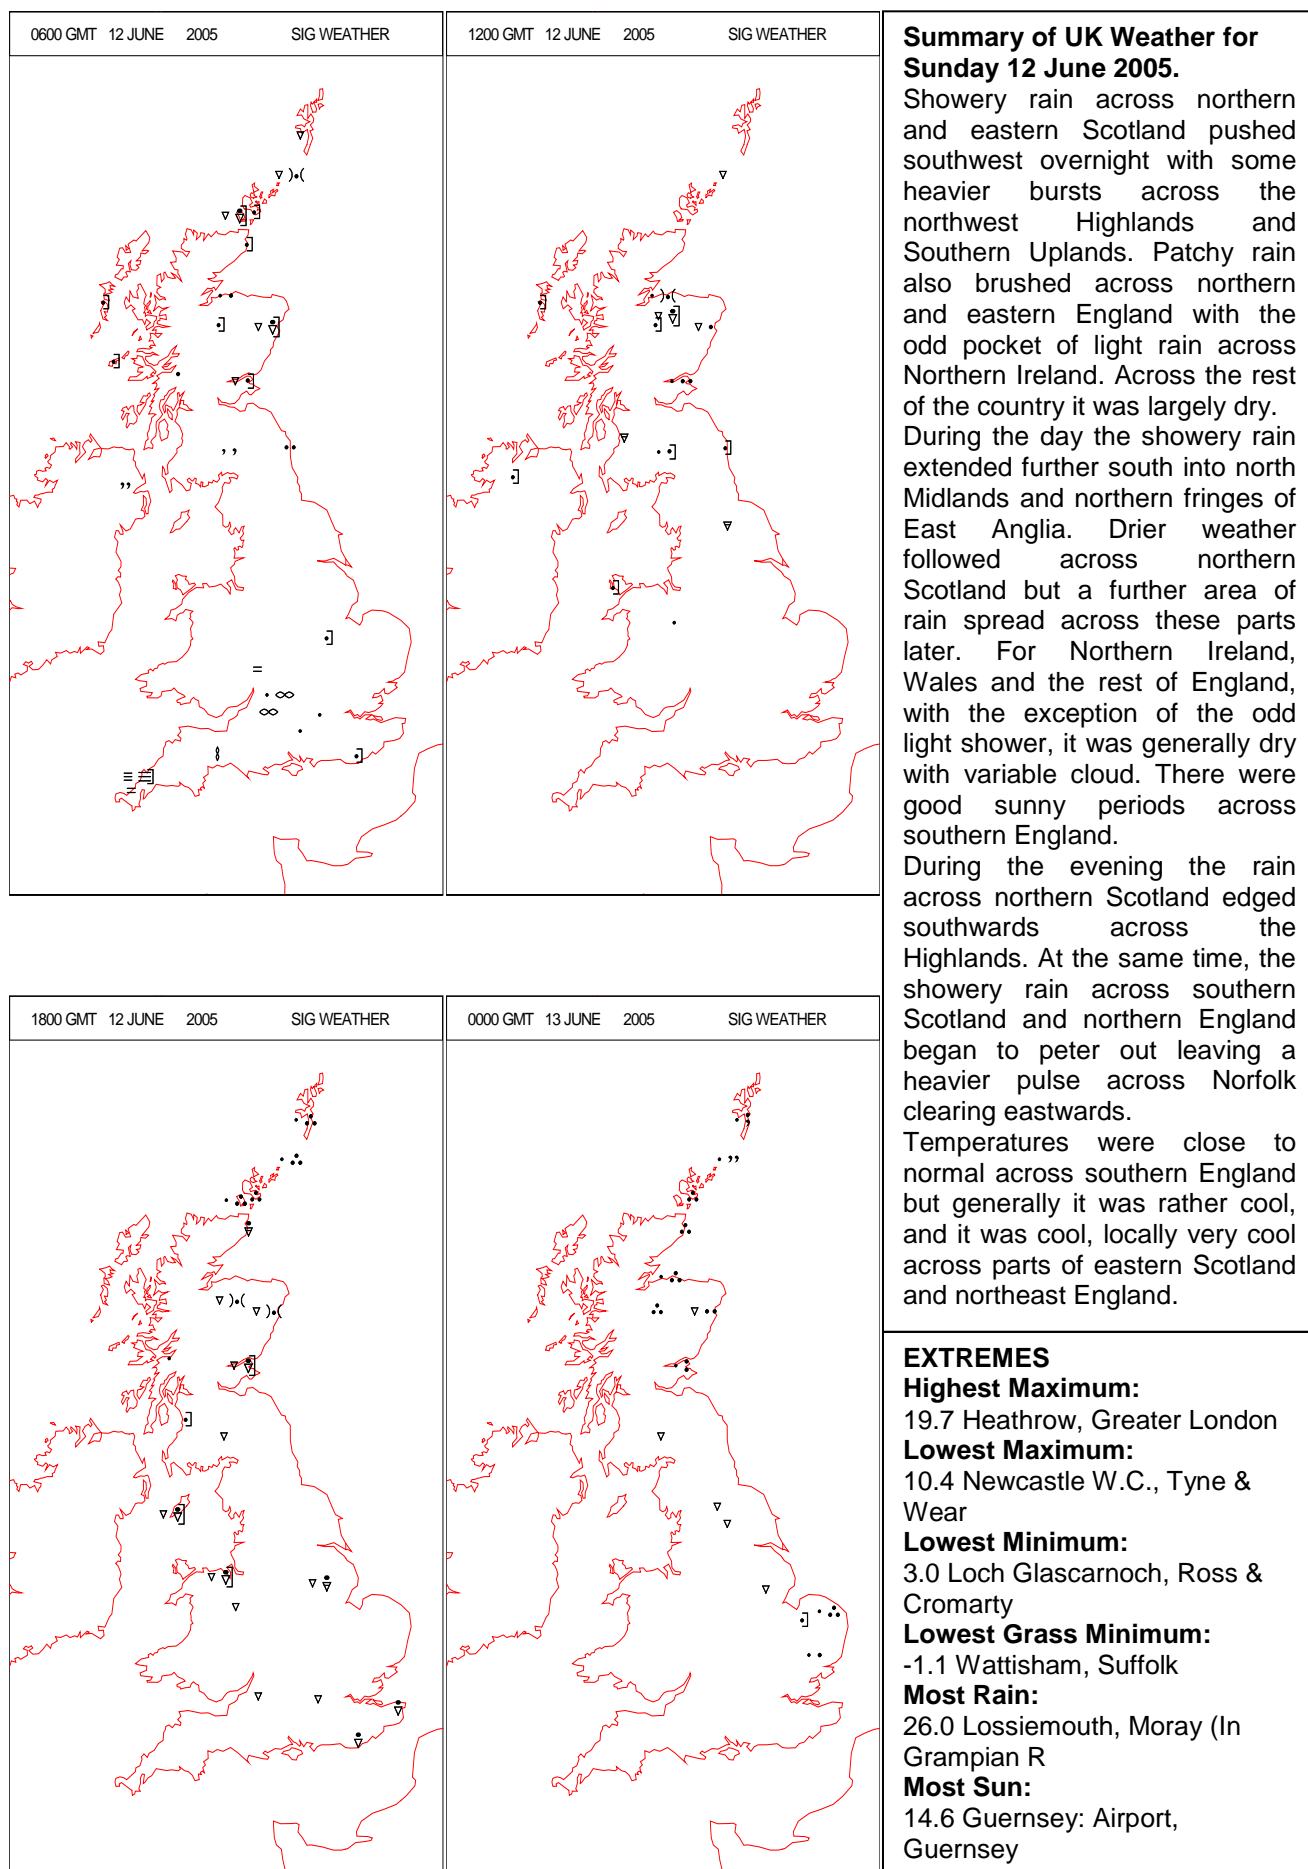 0600 GMT 12 JUNE 2005 SIG WEATHER
1200 GMT 12 JUNE 2005 SIG WEATHER
Summary of UK Weather for
Sunday 12 June 2005.
Showery rain across northern
and eastern Scotland pushed
southwest overnight with some
heavier bursts across the
northwest Highlands and
Southern Uplands. Patchy rain
also brushed across northern
and eastern England with the
odd pocket of light rain across
Northern Ireland. Across the rest
of the country it was largely dry.
During the day the showery rain
extended further south into north
Midlands and northern fringes of
East Anglia. Drier weather
followed across northern
Scotland but a further area of
rain spread across these parts
later. For Northern Ireland,
Wales and the rest of England,
with the exception of the odd
light shower, it was generally dry
with variable cloud. There were
good sunny periods across
southern England.
During the evening the rain
across northern Scotland edged
southwards across the
Highlands. At the same time, the
showery rain across southern
Scotland and northern England
began to peter out leaving a
heavier pulse across Norfolk
clearing eastwards.
Temperatures were close to
normal across southern England
but generally it was rather cool,
and it was cool, locally very cool
across parts of eastern Scotland
and northeast England.
1800 GMT 12 JUNE 2005 SIG WEATHER
0000 GMT 13 JUNE 2005 SIG WEATHER
EXTREMES
Highest Maximum:
19.7 Heathrow, Greater London
Lowest Maximum:
10.4 Newcastle W.C., Tyne &
Wear
Lowest Minimum:
3.0 Loch Glascarnoch, Ross &
Cromarty
Lowest Grass Minimum:
-1.1 Wattisham, Suffolk
Most Rain:
26.0 Lossiemouth, Moray (In
Grampian R
Most Sun:
14.6 Guernsey: Airport,
Guernsey